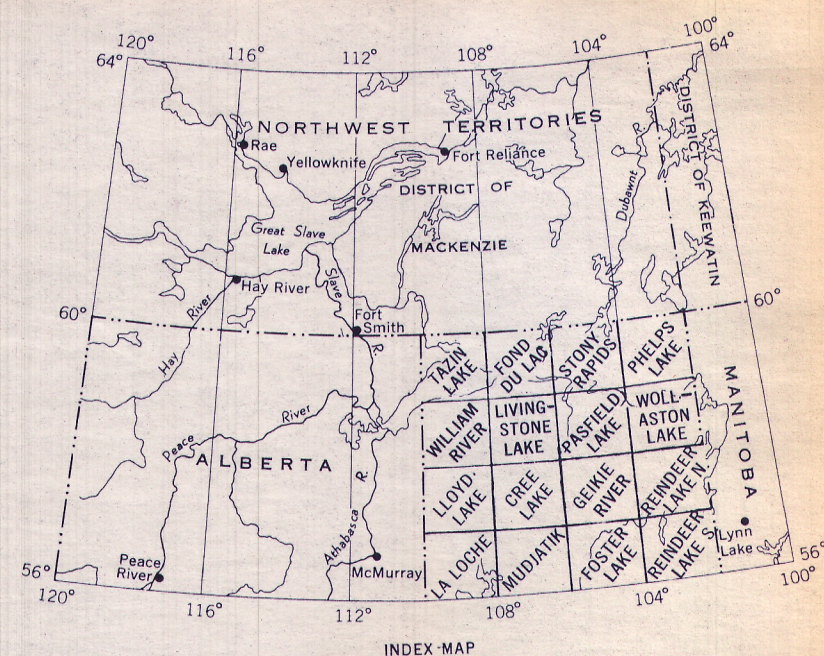 120°
116°
112°
108°
104°
100°
64°
64°
NORTHWEST TERRITORIES
Rae
Yellowknife
Fort Reliance
DISTRICT OF
MACKENZIE
DISTRICT OF KEEWATIN
Dubawnt R.
Great Slave
Lake
Hay River
Slave
R.
Fort
Smith
60°
60°
Hay River
TAZIN
LAKE
FOND
DU LAC
STONY
RAPIDS
PHELPS
LAKE
WILLIAM
RIVER
LIVING-
STONE
LAKE
PASFIELD
LAKE
WOLL-
ASTON
LAKE
MANITOBA
Peace River
ALBERTA
LLOYD
LAKE
CREE
LAKE
GEIKIE
RIVER
REINDEER
LAKE N.
Athabasca R.
LA LOCHE
MUDJATIK
FOSTER
LAKE
REINDEER
LAKE S.
Lynn
Lake
Peace
River
McMurray
56°
56°
120°
116°
112°
108°
104°
100°
INDEX-MAP